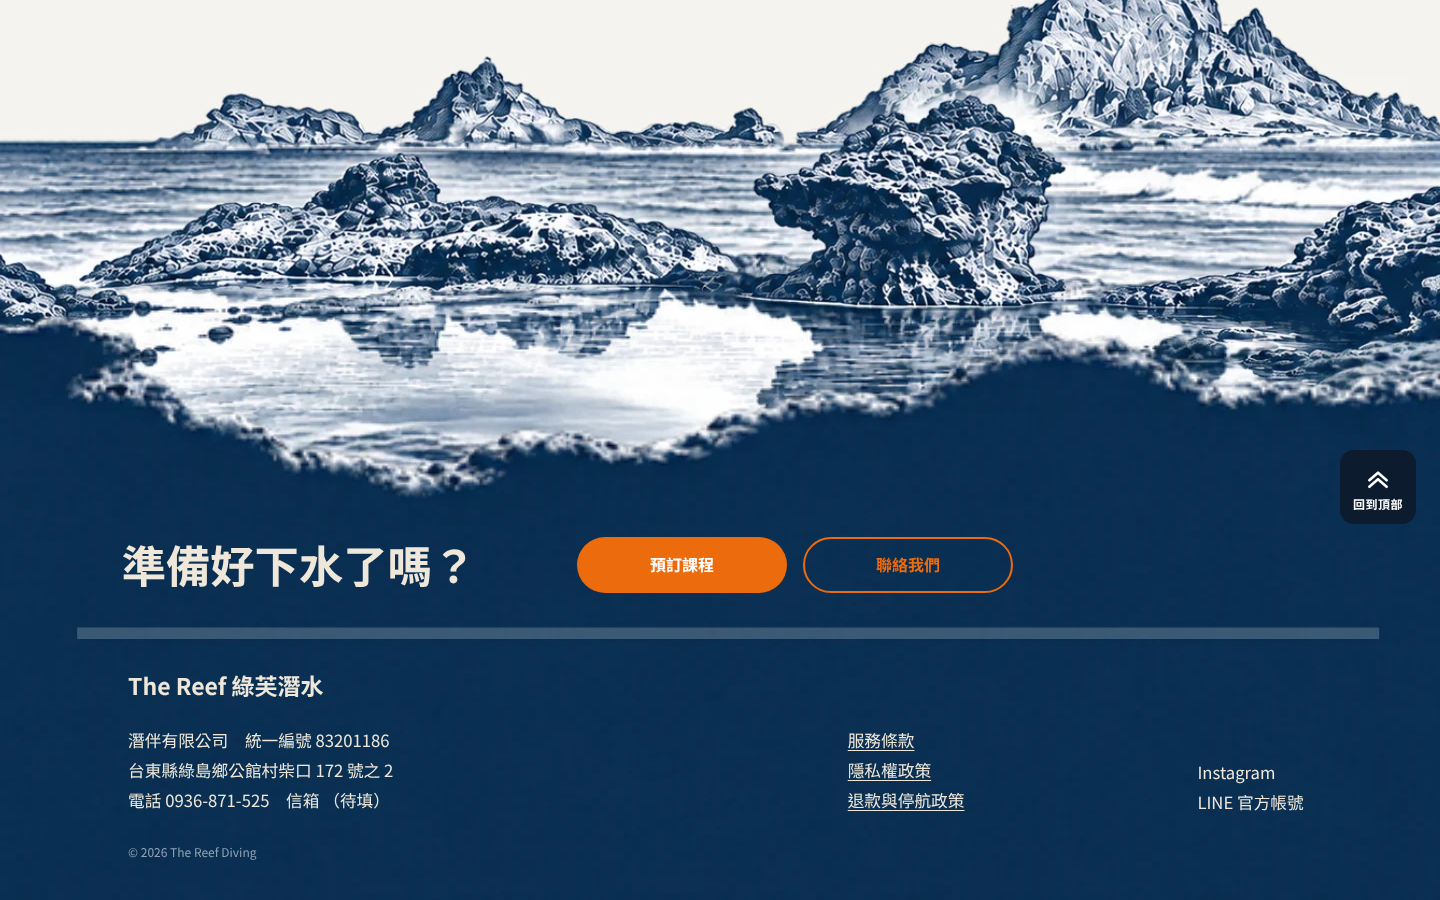 回到頂部
準備好下水了嗎？
預訂課程
聯絡我們
The Reef 綠芙潛水
潛伴有限公司　統一編號 83201186
台東縣綠島鄉公館村柴口 172 號之 2
電話 0936-871-525　信箱 （待填）
服務條款
隱私權政策
退款與停航政策
Instagram
LINE 官方帳號
© 2026 The Reef Diving